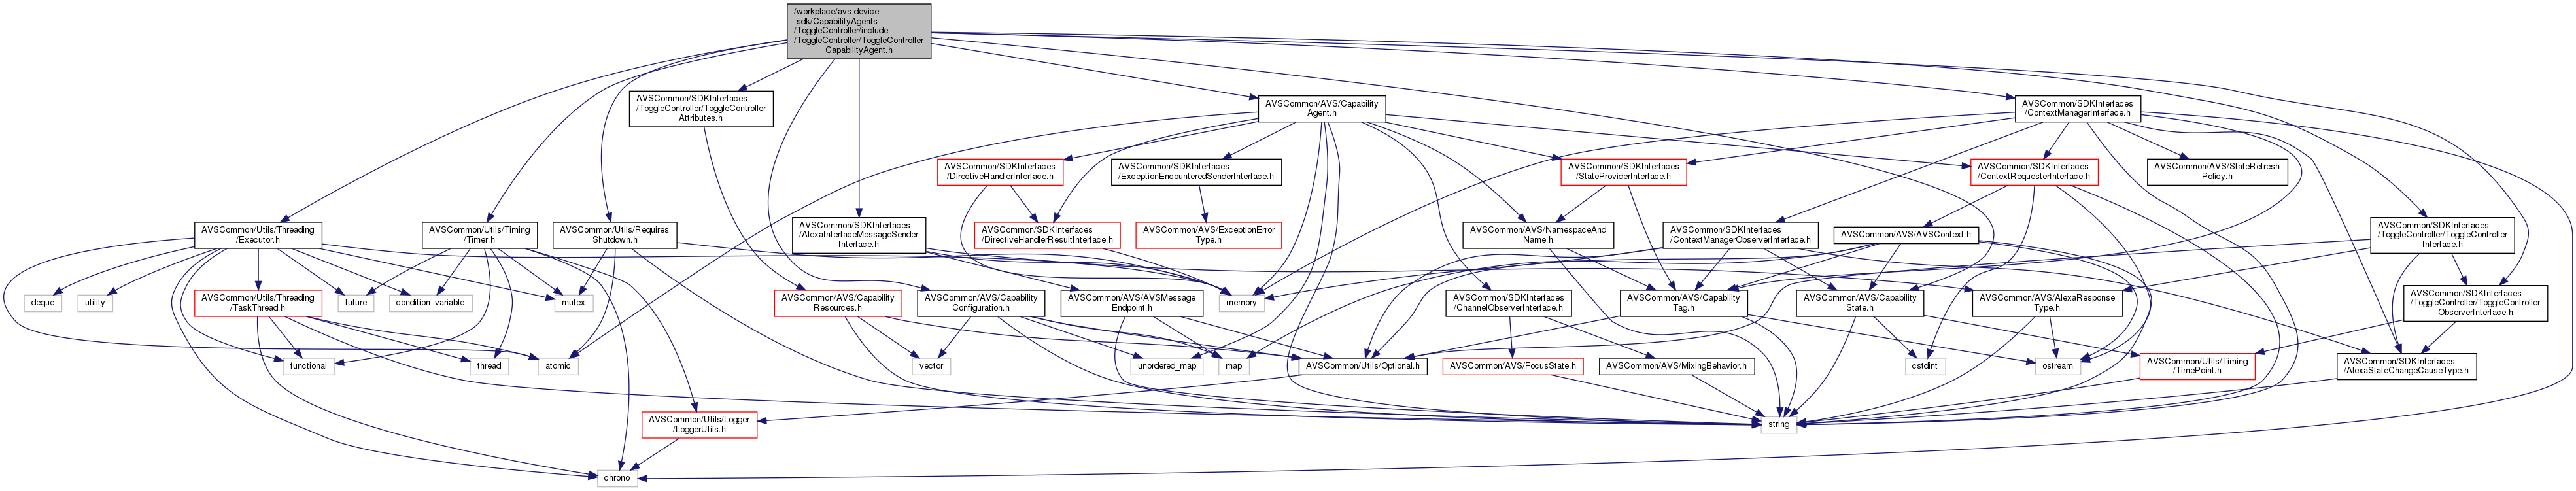 /workplace/avs-device
-sdk/CapabilityAgents
/ToggleController/include
/ToggleController/ToggleController
CapabilityAgent.h
AVSCommon/SDKInterfaces
/ToggleController/ToggleController
Attributes.h
AVSCommon/AVS/Capability
Agent.h
AVSCommon/SDKInterfaces
/ContextManagerInterface.h
AVSCommon/SDKInterfaces
/DirectiveHandlerInterface.h
AVSCommon/SDKInterfaces
/ExceptionEncounteredSenderInterface.h
AVSCommon/SDKInterfaces
/StateProviderInterface.h
AVSCommon/SDKInterfaces
/ContextRequesterInterface.h
AVSCommon/AVS/StateRefresh
Policy.h
AVSCommon/Utils/Threading
/Executor.h
AVSCommon/Utils/Timing
/Timer.h
AVSCommon/Utils/Requires
Shutdown.h
AVSCommon/SDKInterfaces
/AlexaInterfaceMessageSender
Interface.h
AVSCommon/SDKInterfaces
/DirectiveHandlerResultInterface.h
AVSCommon/AVS/ExceptionError
Type.h
AVSCommon/AVS/NamespaceAnd
Name.h
AVSCommon/SDKInterfaces
/ContextManagerObserverInterface.h
AVSCommon/AVS/AVSContext.h
AVSCommon/SDKInterfaces
/ToggleController/ToggleController
Interface.h
deque
utility
AVSCommon/Utils/Threading
/TaskThread.h
future
condition_variable
mutex
AVSCommon/AVS/Capability
Resources.h
AVSCommon/AVS/Capability
Configuration.h
AVSCommon/AVS/AVSMessage
Endpoint.h
memory
AVSCommon/SDKInterfaces
/ChannelObserverInterface.h
AVSCommon/AVS/Capability
Tag.h
AVSCommon/AVS/Capability
State.h
AVSCommon/AVS/AlexaResponse
Type.h
AVSCommon/SDKInterfaces
/ToggleController/ToggleController
ObserverInterface.h
functional
thread
atomic
vector
unordered_map
map
AVSCommon/Utils/Optional.h
AVSCommon/AVS/FocusState.h
AVSCommon/AVS/MixingBehavior.h
cstdint
ostream
AVSCommon/Utils/Timing
/TimePoint.h
AVSCommon/SDKInterfaces
/AlexaStateChangeCauseType.h
AVSCommon/Utils/Logger
/LoggerUtils.h
string
chrono